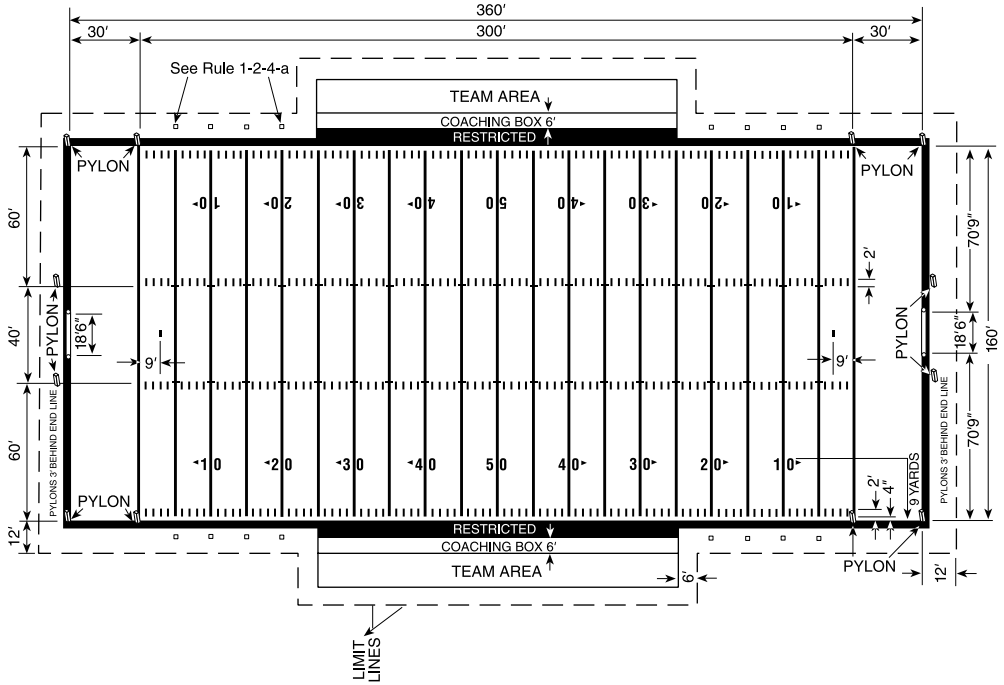 360'
30'
300'
30'
See Rule 1-2-4-a
TEAM AREA
COACHING BOX 6'
RESTRICTED
PYLON
PYLON
10
20
30
40
50
40
30
20
10
60'
40'
60'
12'
PYLON
18'6"
9'
PYLONS 3' BEHIND END LINE
2'
9'
PYLON
70'9"
18'6"
70'9"
160'
PYLONS 3' BEHIND END LINE
10
20
30
40
50
40
30
20
10
9 YARDS
2'
4"
PYLON
RESTRICTED
COACHING BOX 6'
TEAM AREA
6'
PYLON
12'
LIMIT
LINES